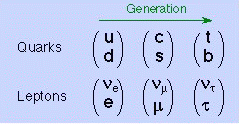 Generation
Quarks (u d) (c s) (t b)
Leptons (νe e) (νμ μ) (ντ τ)